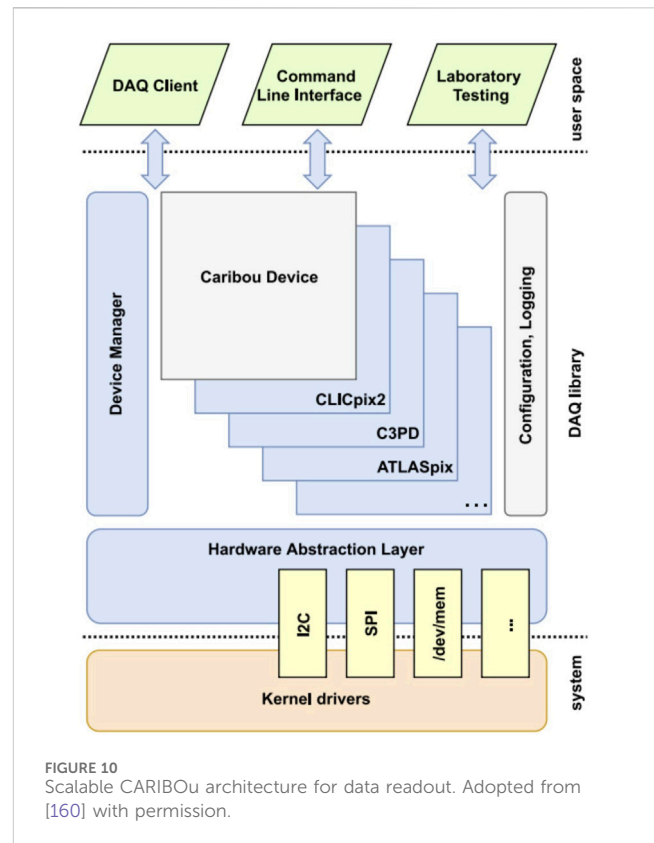 DAQ Client
Command
Line Interface
Laboratory
Testing
user space
Device Manager
Caribou Device
CLICpix2
C3PD
ATLASpix
...
Configuration, Logging
DAQ library
Hardware Abstraction Layer
I2C
SPI
/dev/mem
...
Kernel drivers
system
FIGURE 10
Scalable CARIBOu architecture for data readout. Adopted from
[160] with permission.